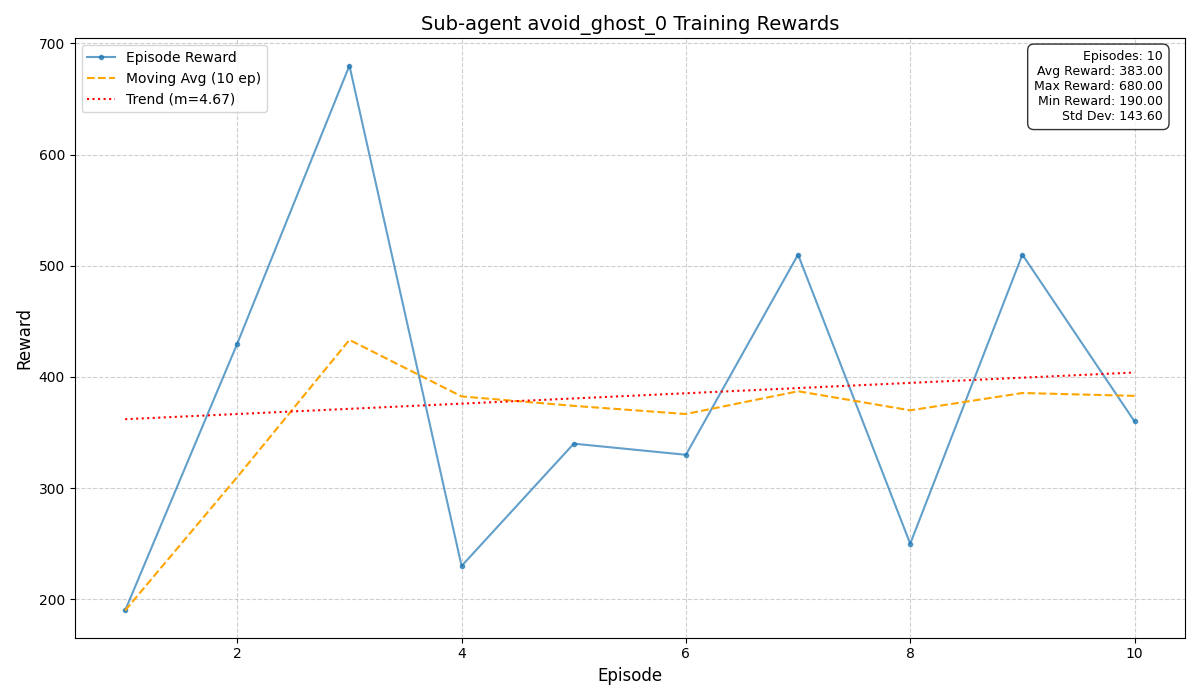 Sub-agent avoid_ghost_0 Training Rewards
Episode Reward
Moving Avg (10 ep)
Trend (m=4.67)
Episodes: 10
Avg Reward: 383.00
Max Reward: 680.00
Min Reward: 190.00
Std Dev: 143.60
700
600
500
400
300
200
Reward
2 4 6 8 10
Episode